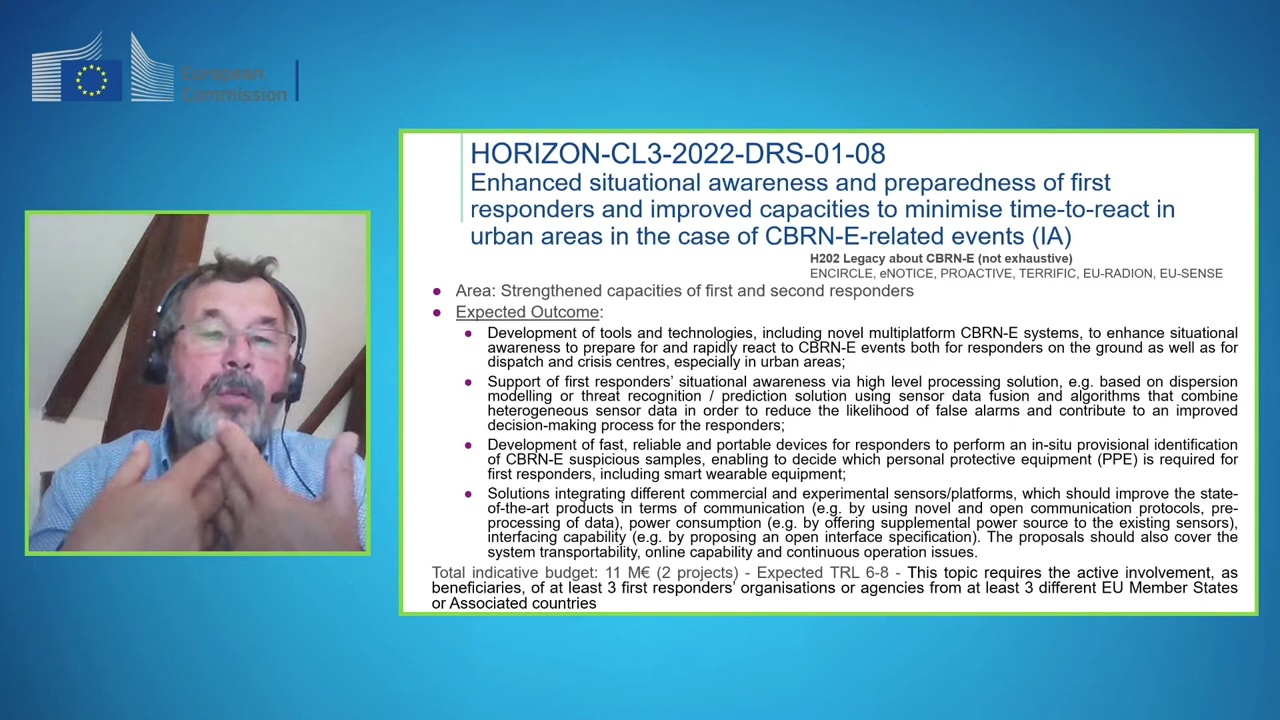 European
Commission
HORIZON-CL3-2022-DRS-01-08
Enhanced situational awareness and preparedness of first
responders and improved capacities to minimise time-to-react in
urban areas in the case of CBRN-E-related events (IA)
H202 Legacy about CBRN-E (not exhaustive)
ENCIRCLE, eNOTICE, PROACTIVE, TERRIFIC, EU-RADION, EU-SENSE
● Area: Strengthened capacities of first and second responders
● Expected Outcome:
● Development of tools and technologies, including novel multiplatform CBRN-E systems, to enhance situational
awareness to prepare for and rapidly react to CBRN-E events both for responders on the ground as well as for
dispatch and crisis centres, especially in urban areas;
● Support of first responders’ situational awareness via high level processing solution, e.g. based on dispersion
modelling or threat recognition / prediction solution using sensor data fusion and algorithms that combine
heterogeneous sensor data in order to reduce the likelihood of false alarms and contribute to an improved
decision-making process for the responders;
● Development of fast, reliable and portable devices for responders to perform an in-situ provisional identification
of CBRN-E suspicious samples, enabling to decide which personal protective equipment (PPE) is required for
first responders, including smart wearable equipment;
● Solutions integrating different commercial and experimental sensors/platforms, which should improve the state-
of-the-art products in terms of communication (e.g. by using novel and open communication protocols, pre-
processing of data), power consumption (e.g. by offering supplemental power source to the existing sensors),
interfacing capability (e.g. by proposing an open interface specification). The proposals should also cover the
system transportability, online capability and continuous operation issues.
Total indicative budget: 11 M€ (2 projects) - Expected TRL 6-8 - This topic requires the active involvement, as
beneficiaries, of at least 3 first responders’ organisations or agencies from at least 3 different EU Member States
or Associated countries